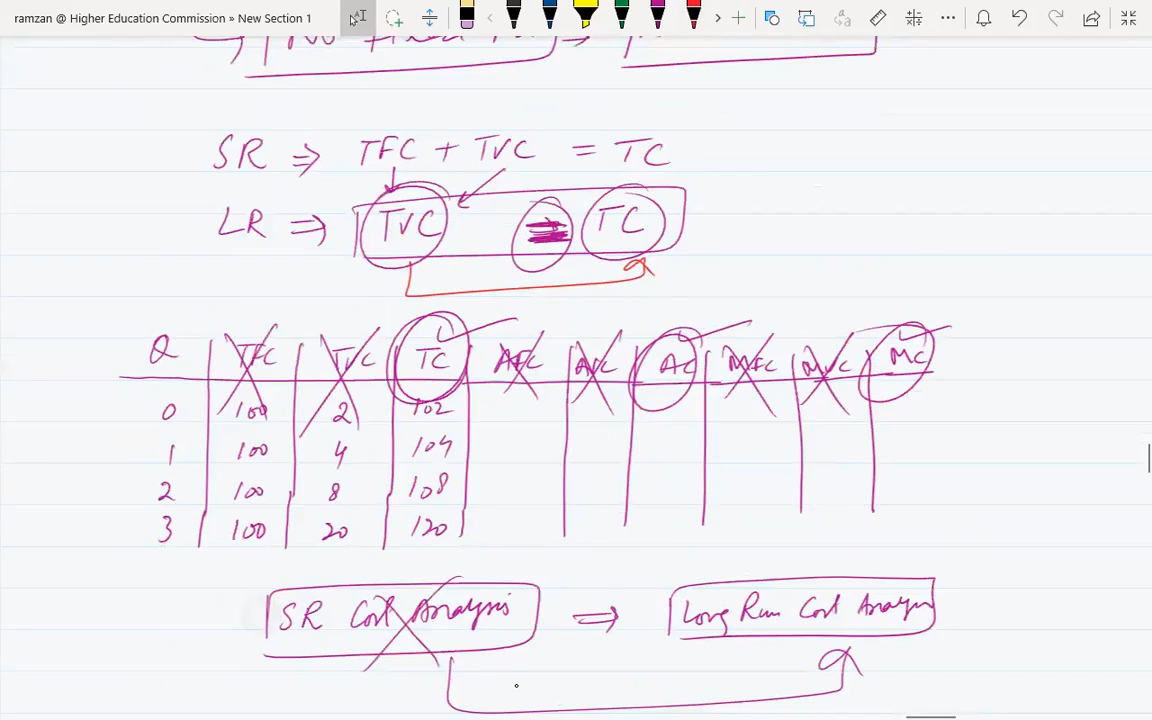 ramzan @ Higher Education Commission » New Section 1
SR ⇒ TFC + TVC = TC
LR ⇒ TVC ⇒ TC
Q TFC TVC TC AFC AVC AC MFC MVC MC
0 100 2 102
1 100 4 104
2 100 8 108
3 100 20 120
SR Cost Analysis ⇒ Long Run Cost Analysis